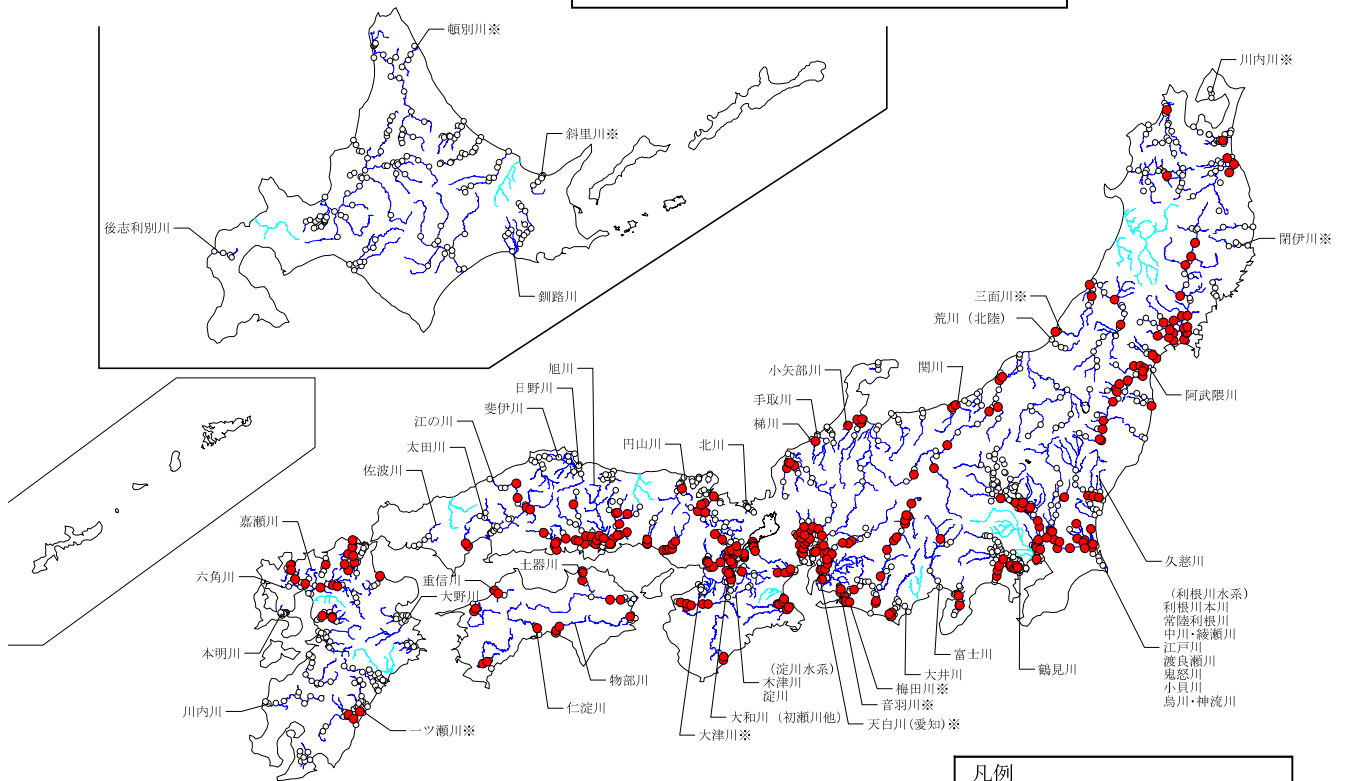 頓別川※
川内川※
斜里川※
後志利別川
閉伊川※
釧路川
三面川※
荒川（北陸）
旭川
日野川
斐伊川
江の川
太田川
佐波川
円山川
北川
小矢部川
手取川
梯川
関川
阿武隈川
嘉瀬川
六角川
本明川
川内川
重信川
大野川
土器川
一ツ瀬川※
物部川
仁淀川
（淀川水系）
木津川
淀川
大和川（初瀬川他）
大津川※
富士川
大井川
梅田川※
音羽川※
天白川(愛知)※
鶴見川
久慈川
（利根川水系）
利根川本川
常陸利根川
中川・綾瀬川
江戸川
渡良瀬川
鬼怒川
小貝川
烏川・神流川
凡例